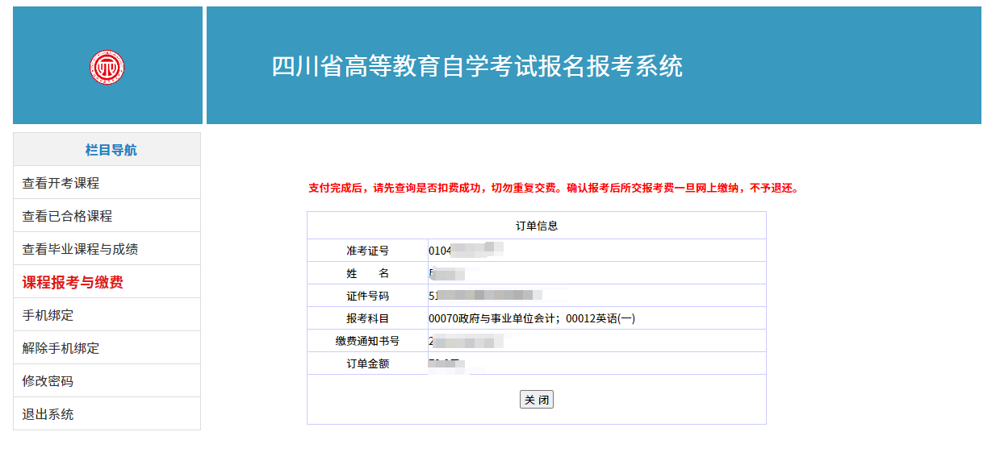 四川省高等教育自学考试报名报考系统
栏目导航
查看开考课程
查看已合格课程
查看毕业课程与成绩
课程报考与缴费
手机绑定
解除手机绑定
修改密码
退出系统
支付完成后，请先查询是否扣费成功，切勿重复交费。确认报考后所交报考费一旦网上缴纳，不予退还。
订单信息
准考证号 0104
姓 名
证件号码 51
报考科目 00070政府与事业单位会计；00012英语(一)
缴费通知书号 2
订单金额
关 闭